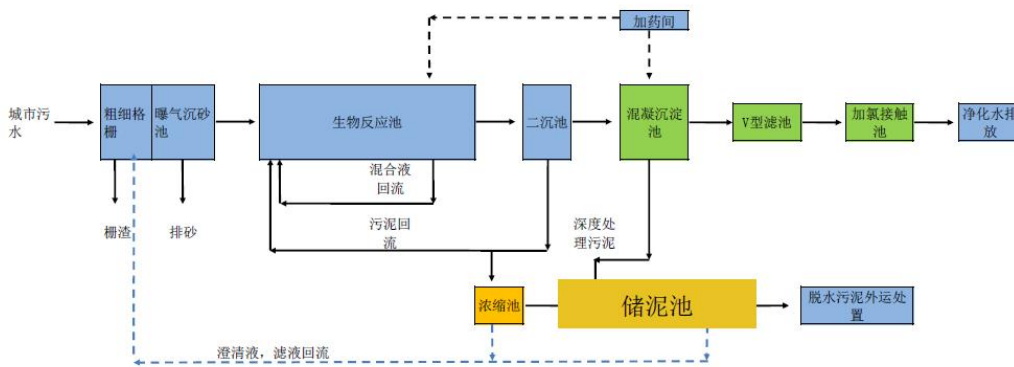 加药间
城市污
水
粗细格
栅
曝气沉砂
池
生物反应池
二沉池
混凝沉淀
池
V型滤池
加氯接触
池
净化水排
放
混合液
回流
栅渣
排砂
污泥回
流
深度处
理污泥
浓缩池
储泥池
脱水污泥外运处
置
澄清液，滤液回流